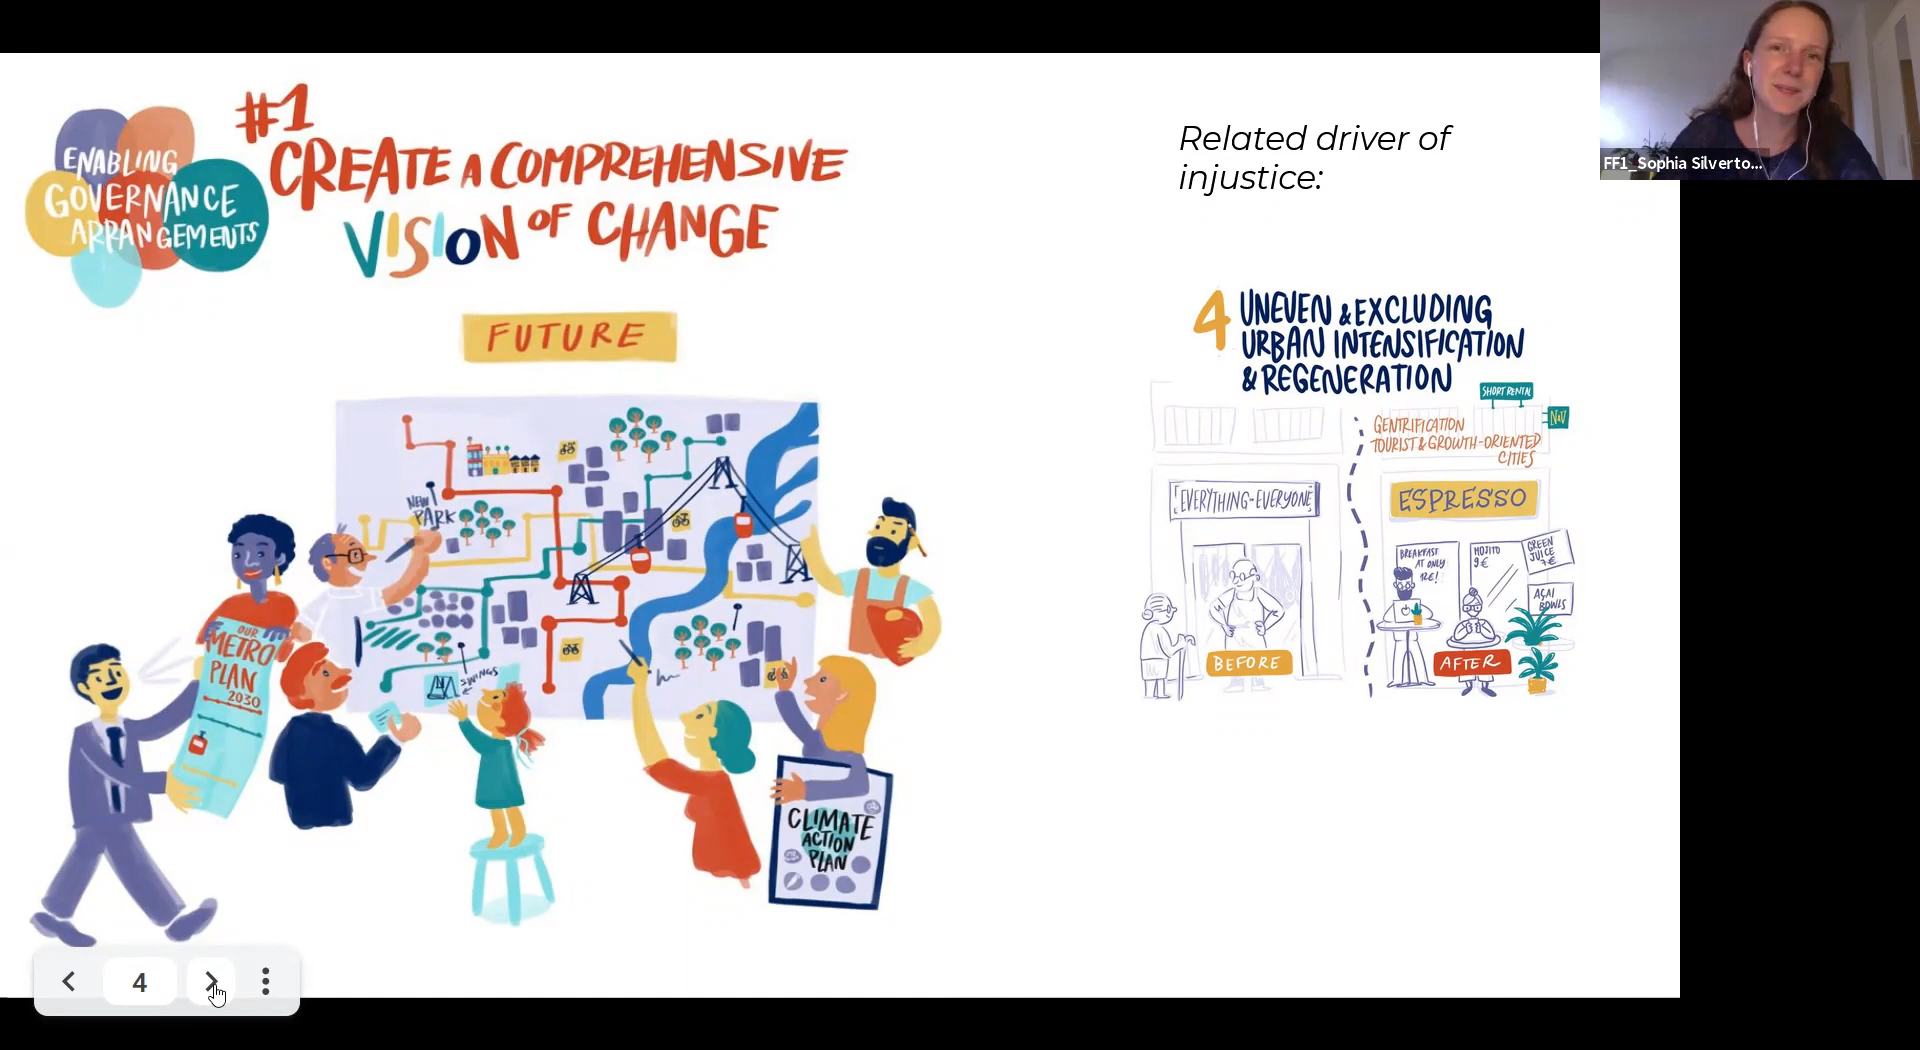 ENABLING
GOVERNANCE
ARRANGEMENTS
#1
CREATE A COMPREHENSIVE
VISION OF CHANGE
FUTURE
NEW
PARK
SWINGS
OUR
METRO
PLAN
2030
CLIMATE
ACTION
PLAN
Related driver of
injustice:
4 UNEVEN & EXCLUDING
URBAN INTENSIFICATION
& REGENERATION
SHORT RENTAL
GENTRIFICATION
TOURIST & GROWTH-ORIENTED
CITIES
EVERYTHING-EVERYONE
ESPRESSO
BREAKFAST
AT ONLY
12€!
MOJITO
9€
GREEN
JUICE
7€
AÇAI
BOWLS
BEFORE
AFTER
FF1_Sophia Silverto...
4